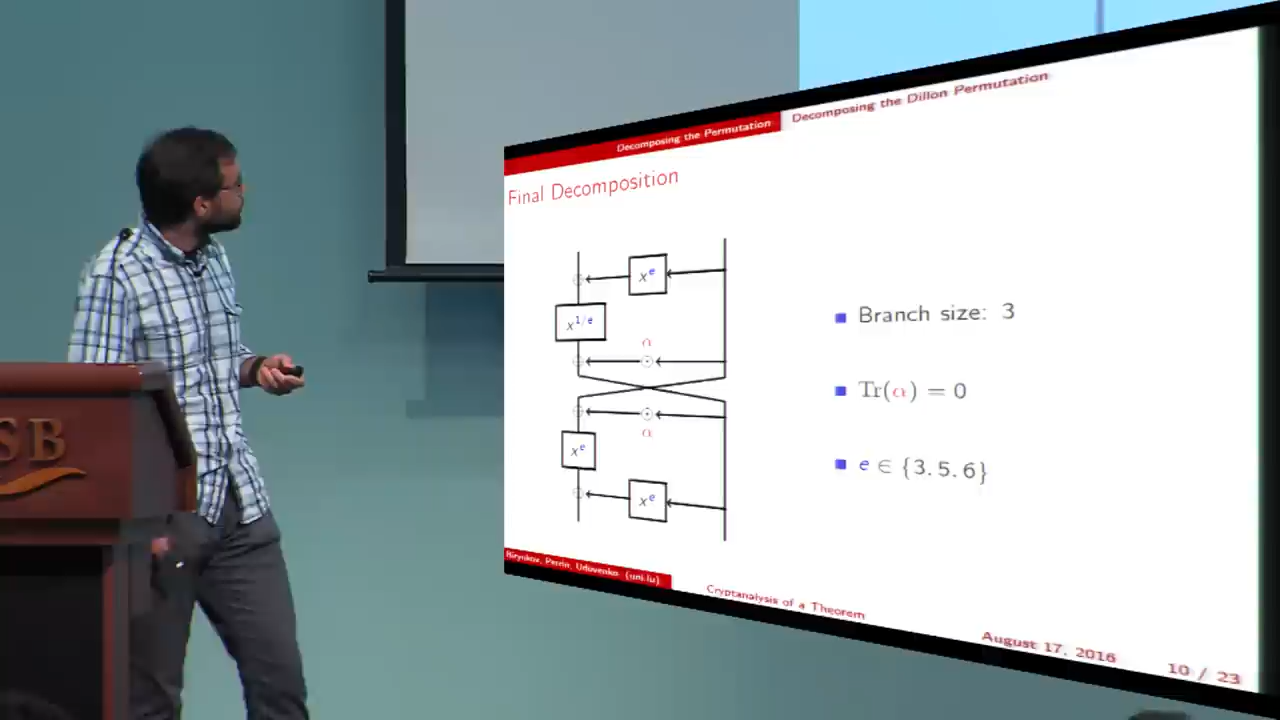 Decomposing the Permutation
Decomposing the Dillon Permutation
Final Decomposition
x^e
x^{1/e}
α
α
x^e
x^e
Branch size: 3
Tr(α) = 0
e ∈ {3, 5, 6}
Biryukov, Perrin, Udovenko (uni.lu)
Cryptanalysis of a Theorem
August 17, 2016
10 / 23
SB